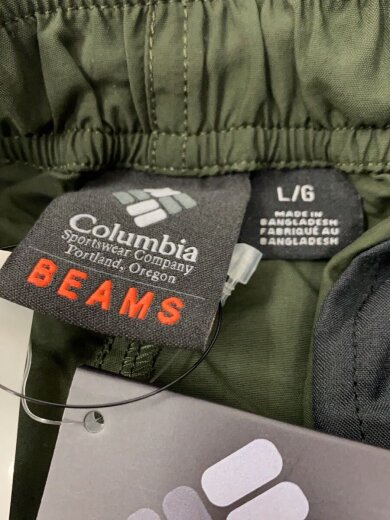 Columbia
Sportswear Company
Portland, Oregon
BEAMS
L/G
MADE IN
BANGLADESH
FABRIQUÉ AU
BANGLADESH